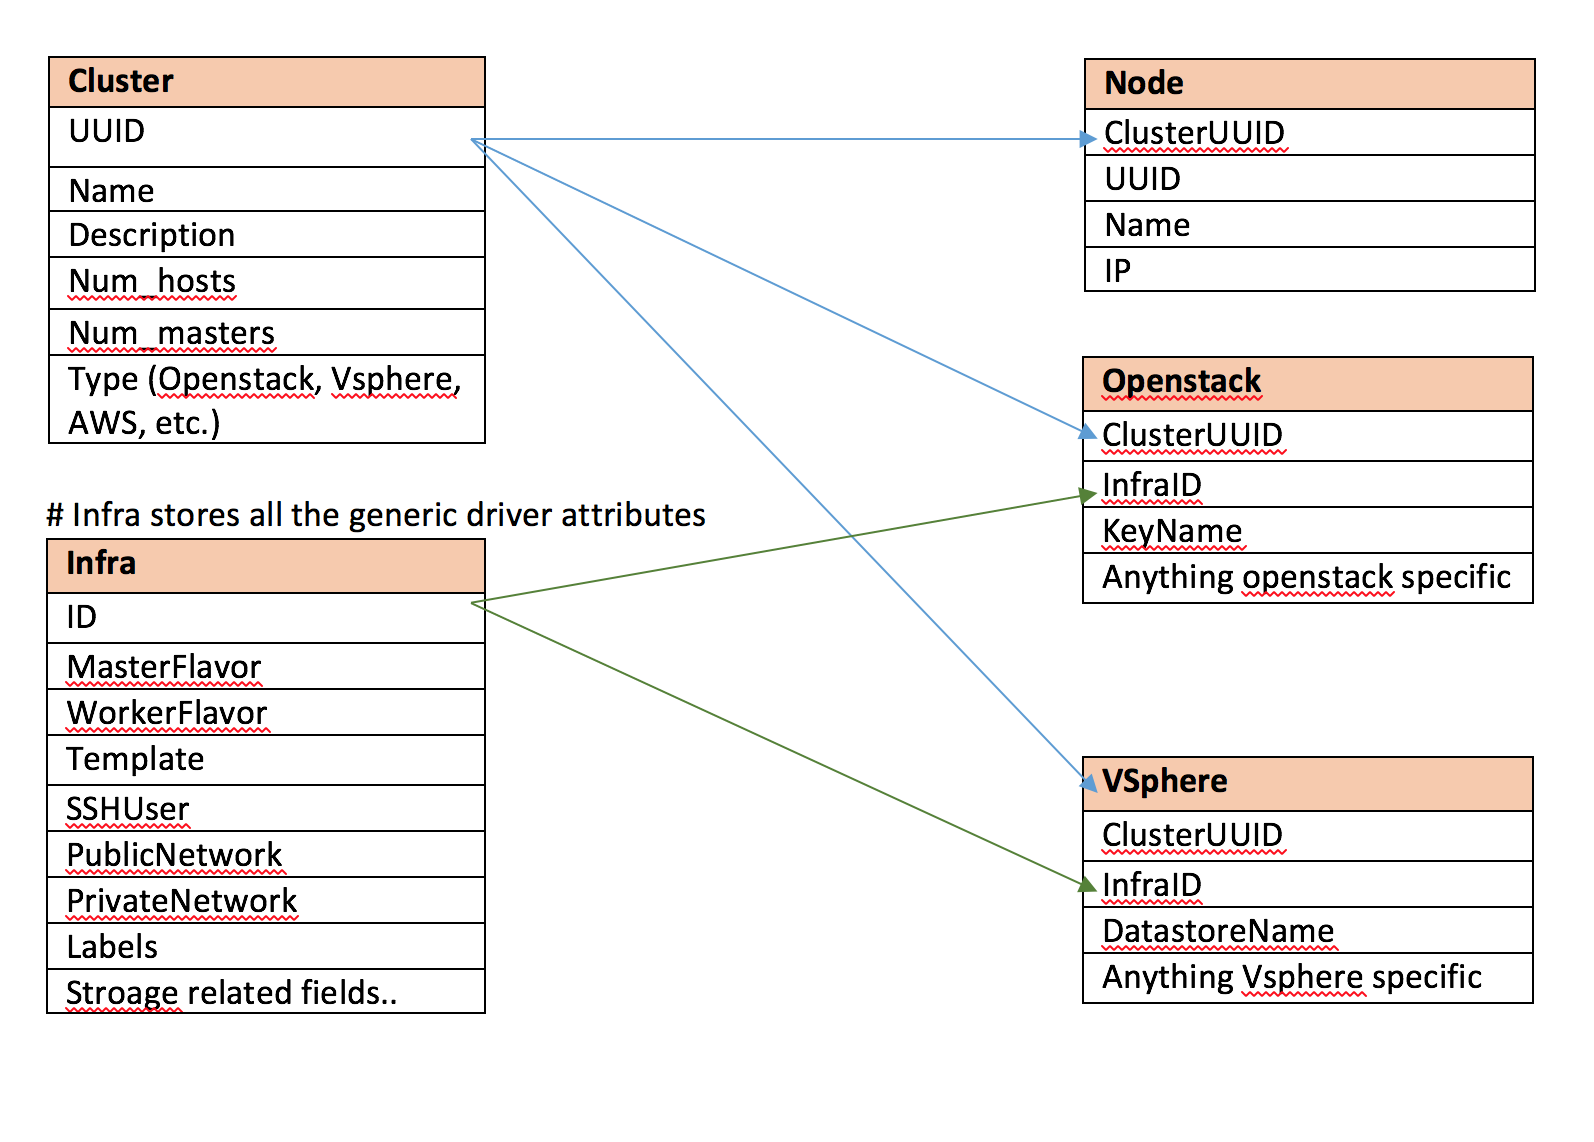 Cluster
UUID
Name
Description
Num_hosts
Num_masters
Type (Openstack, Vsphere,
AWS, etc.)
# Infra stores all the generic driver attributes
Infra
ID
MasterFlavor
WorkerFlavor
Template
SSHUser
PublicNetwork
PrivateNetwork
Labels
Stroage related fields..
Node
ClusterUUID
UUID
Name
IP
Openstack
ClusterUUID
InfraID
KeyName
Anything openstack specific
VSphere
ClusterUUID
InfraID
DatastoreName
Anything Vsphere specific